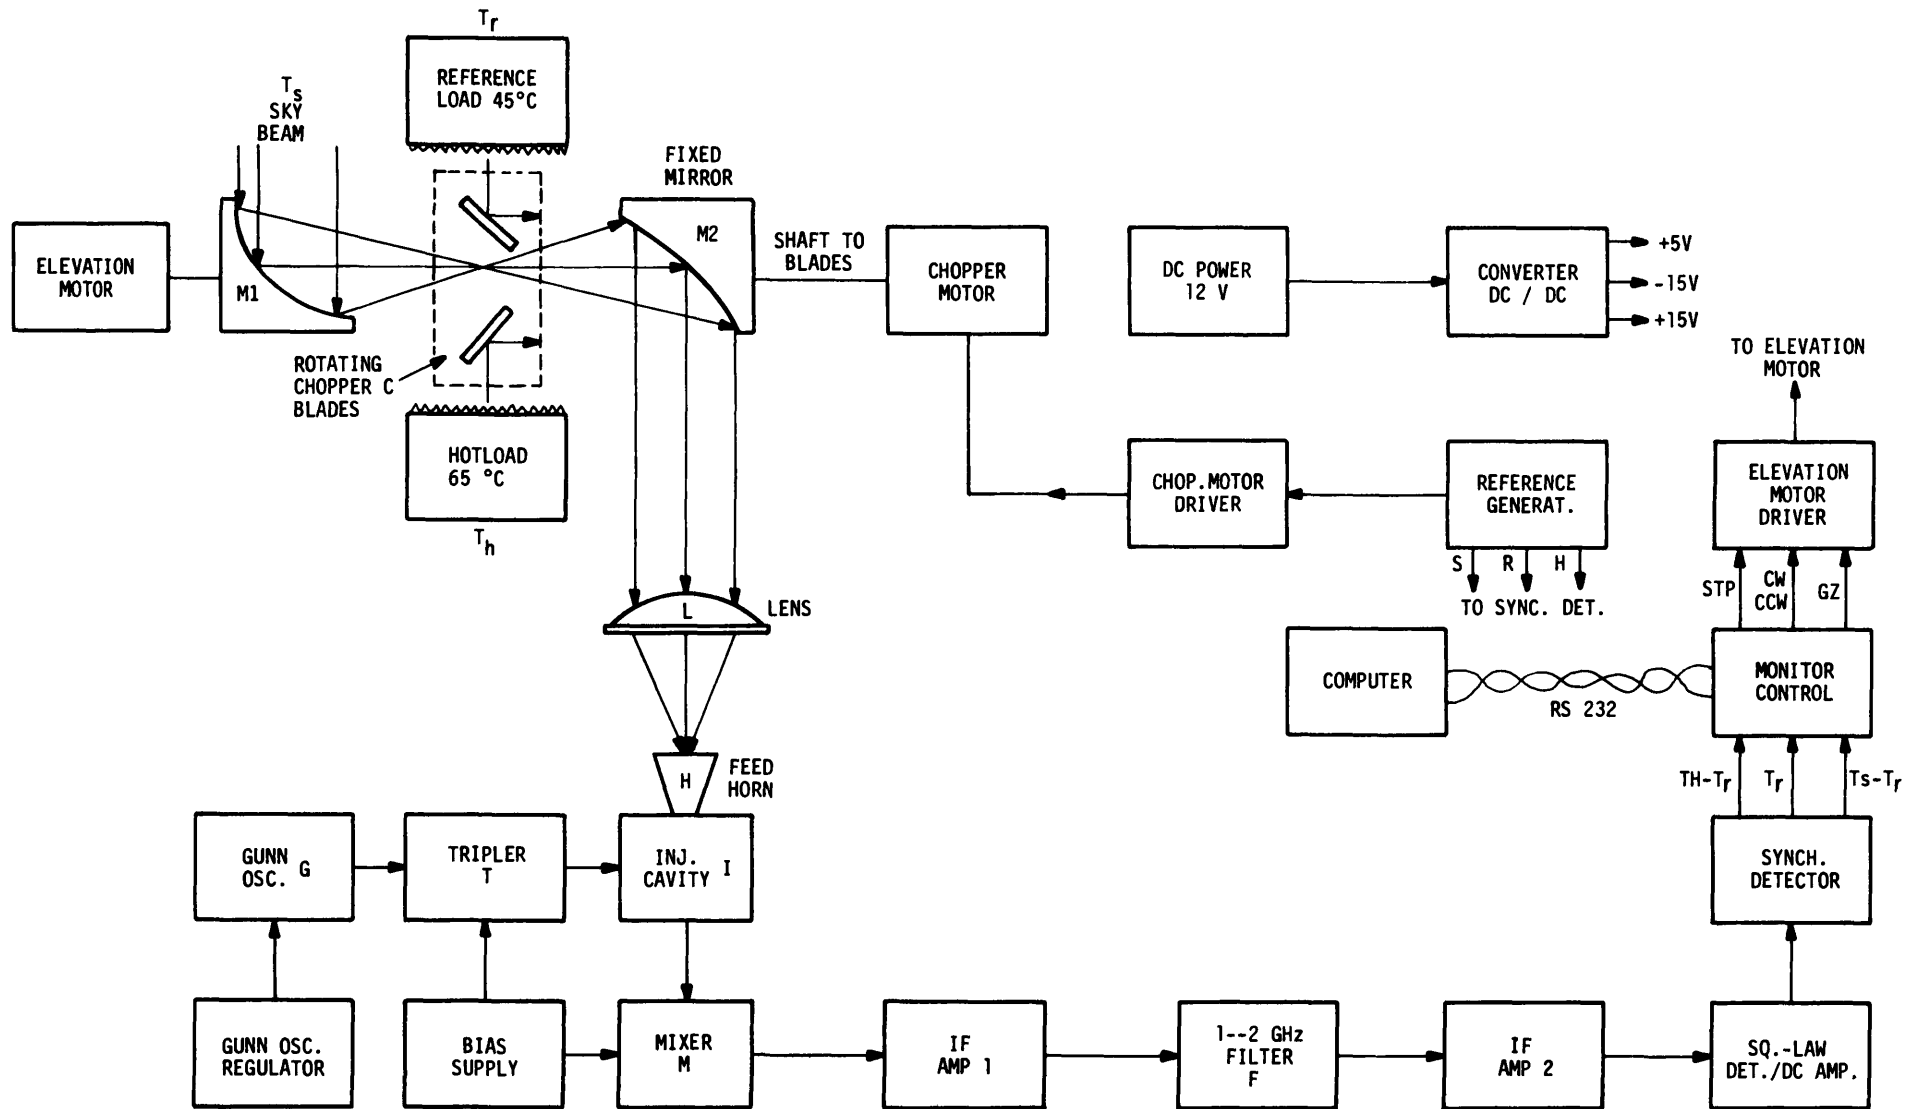 Tr
REFERENCE
LOAD 45°C
Ts
SKY
BEAM
FIXED
MIRROR
ELEVATION
MOTOR
M1
M2
SHAFT TO
BLADES
CHOPPER
MOTOR
DC POWER
12 V
CONVERTER
DC / DC
+5V
-15V
+15V
ROTATING
CHOPPER C
BLADES
HOTLOAD
65 °C
Th
TO ELEVATION
MOTOR
CHOP.MOTOR
DRIVER
REFERENCE
GENERAT.
ELEVATION
MOTOR
DRIVER
S R H
TO SYNC. DET.
STP
CW
CCW
GZ
L
LENS
COMPUTER
RS 232
MONITOR
CONTROL
H
FEED
HORN
TH-Tr
Tr
Ts-Tr
GUNN
OSC. G
TRIPLER
T
INJ.
CAVITY I
SYNCH.
DETECTOR
GUNN OSC.
REGULATOR
BIAS
SUPPLY
MIXER
M
IF
AMP 1
1--2 GHz
FILTER
F
IF
AMP 2
SQ.-LAW
DET./DC AMP.